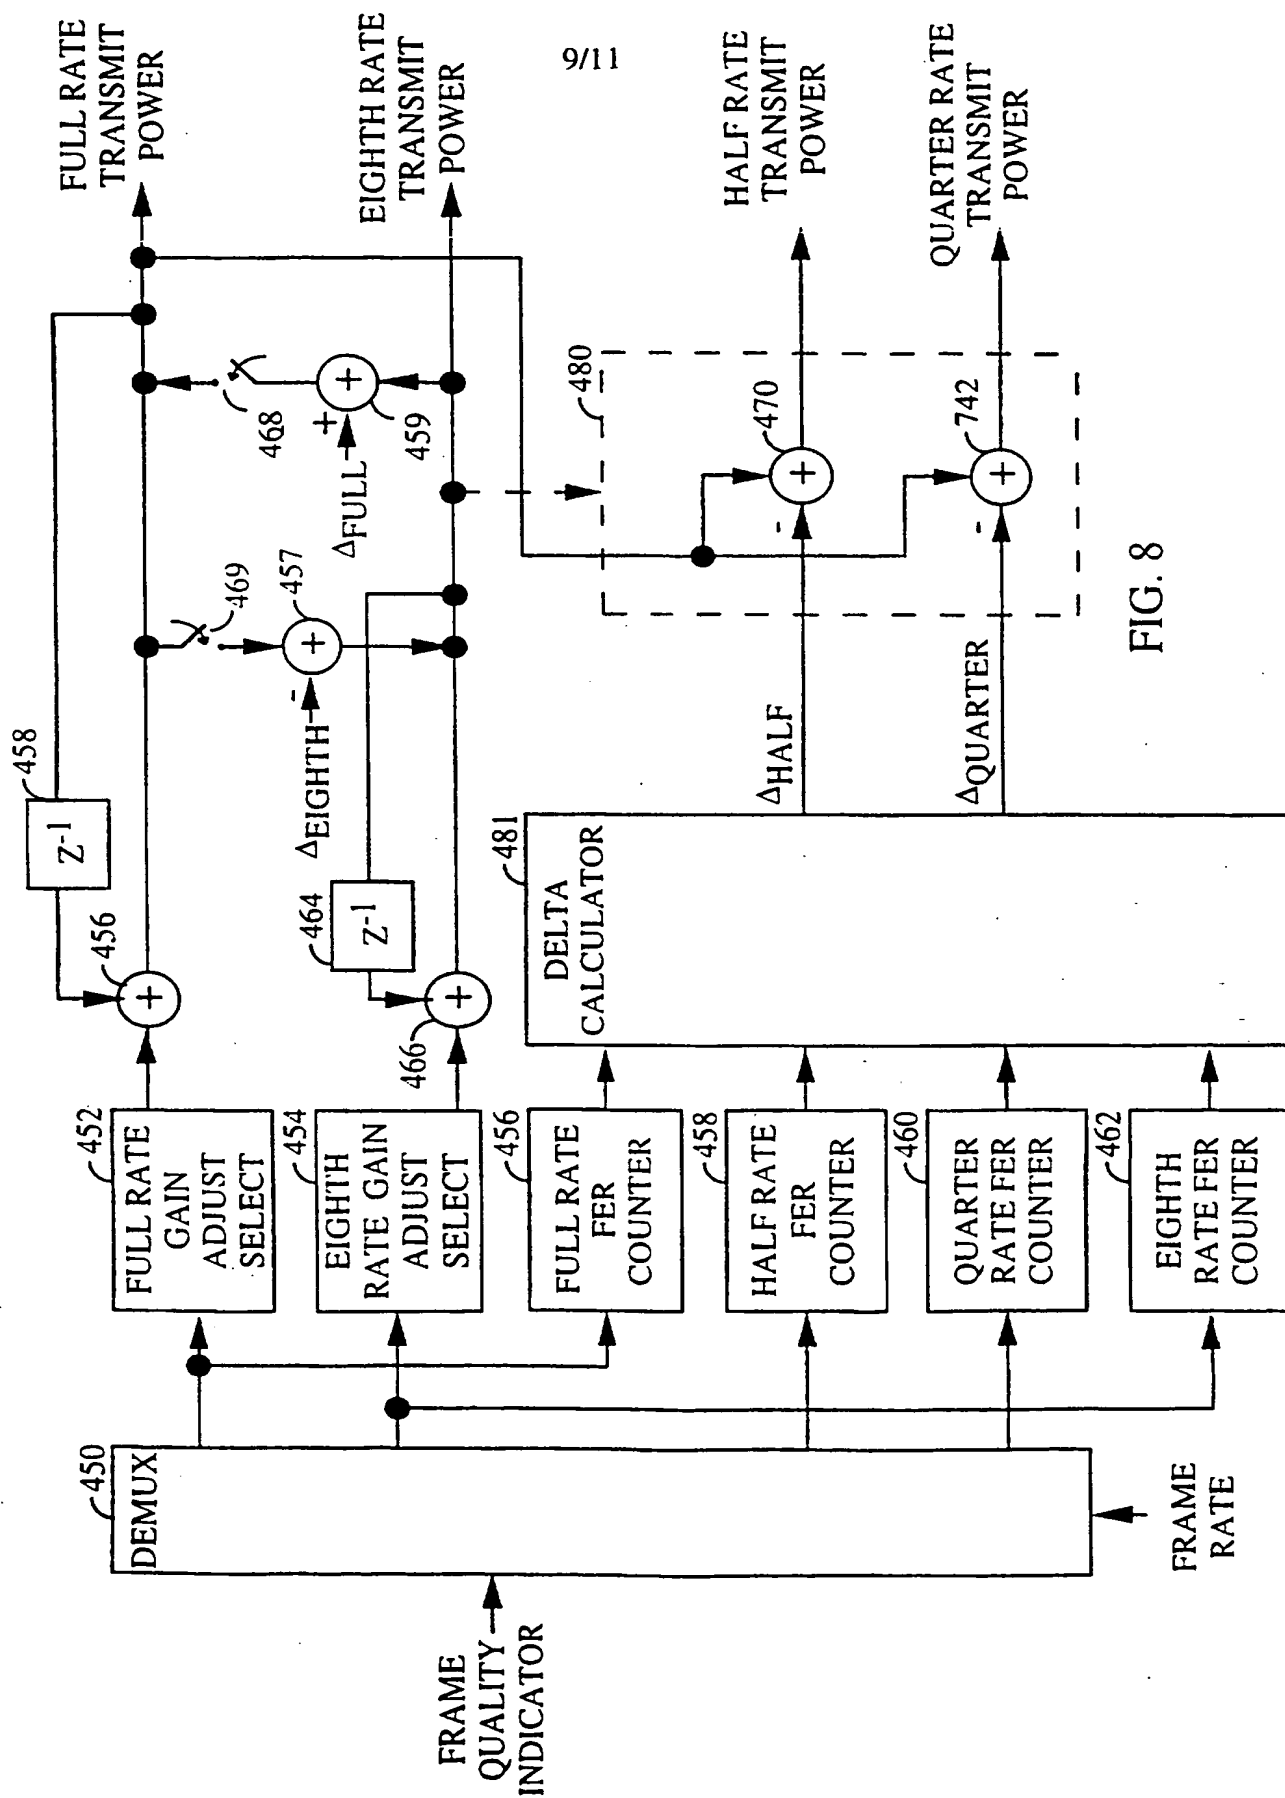 9/11
FULL RATE
TRANSMIT
POWER
EIGHTH RATE
TRANSMIT
POWER
HALF RATE
TRANSMIT
POWER
QUARTER RATE
TRANSMIT
POWER
458
Z-1
456
+
468
+
ΔFULL
+
459
469
457
+
-
ΔEIGHTH
464
Z-1
466
+
480
470
+
-
742
+
-
ΔHALF
ΔQUARTER
481
DELTA
CALCULATOR
452
FULL RATE
GAIN
ADJUST
SELECT
454
EIGHTH
RATE GAIN
ADJUST
SELECT
456
FULL RATE
FER
COUNTER
458
HALF RATE
FER
COUNTER
460
QUARTER
RATE FER
COUNTER
462
EIGHTH
RATE FER
COUNTER
450
DEMUX
FRAME
QUALITY
INDICATOR
FRAME
RATE
FIG. 8